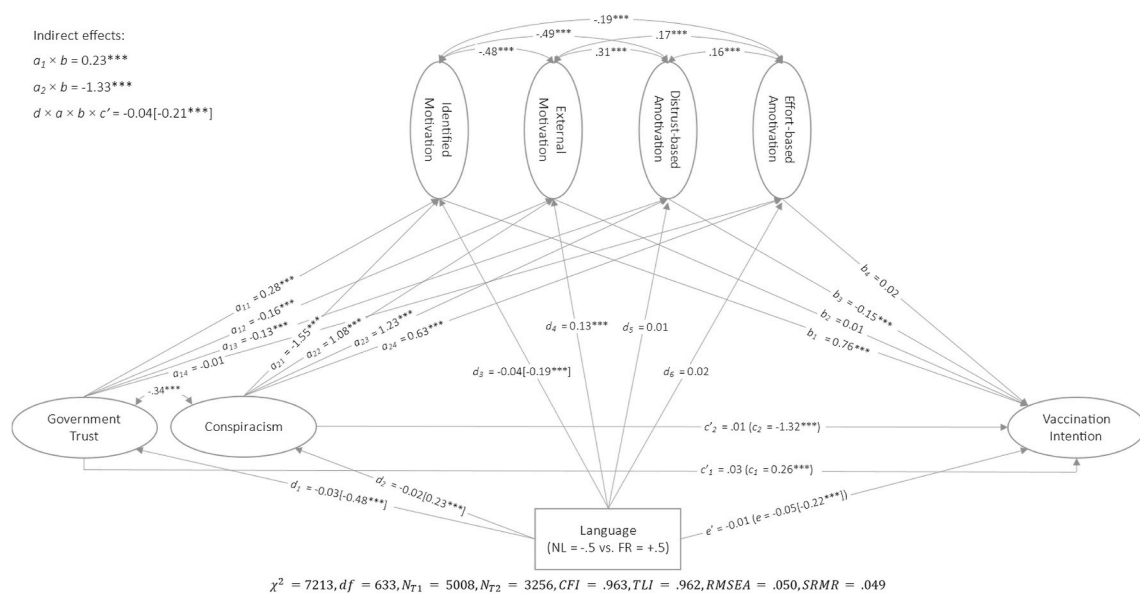 Indirect effects:
a₁ × b = 0.23***
a₂ × b = -1.33***
d × a × b × c′ = -0.04[-0.21***]
-.19***
-.49***
.17***
-.48***
.31***
.16***
Identified
Motivation
External
Motivation
Distrust-based
Amotivation
Effort-based
Amotivation
a₁₁ = 0.28***
a₁₂ = -0.16***
a₁₃ = -0.13***
a₁₄ = -0.01
a₂₁ = -1.55***
a₂₂ = 1.08***
a₂₃ = 1.23***
a₂₄ = 0.63***
d₃ = -0.04[-0.19***]
d₄ = 0.13***
d₅ = 0.01
d₆ = 0.02
b₄ = 0.02
b₃ = -0.15***
b₂ = 0.01
b₁ = 0.76***
-.34***
Government
Trust
Conspiracism
Vaccination
Intention
c′₂ = .01 (c₂ = -1.32***)
c′₁ = .03 (c₁ = 0.26***)
d₁ = -0.03[-0.48***]
d₂ = -0.02[0.23***]
e′ = -0.01 (e = -0.05[-0.22***])
Language
(NL = -.5 vs. FR = +.5)
χ² = 7213, df = 633, N_T1 = 5008, N_T2 = 3256, CFI = .963, TLI = .962, RMSEA = .050, SRMR = .049